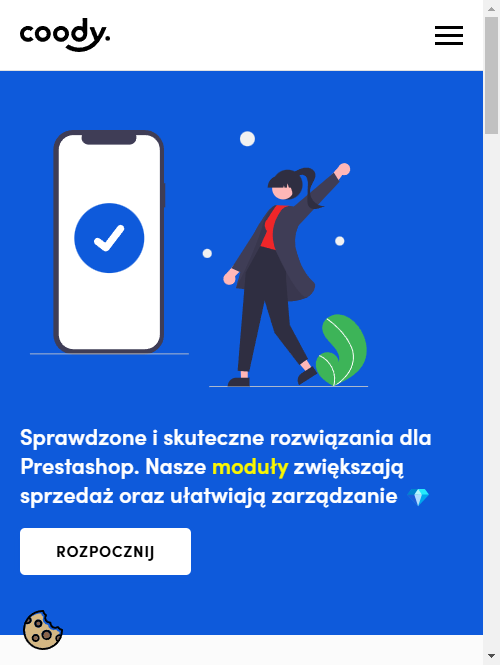 coody.
Sprawdzone i skuteczne rozwiązania dla
Prestashop. Nasze moduły zwiększają
sprzedaż oraz ułatwiają zarządzanie
ROZPOCZNIJ